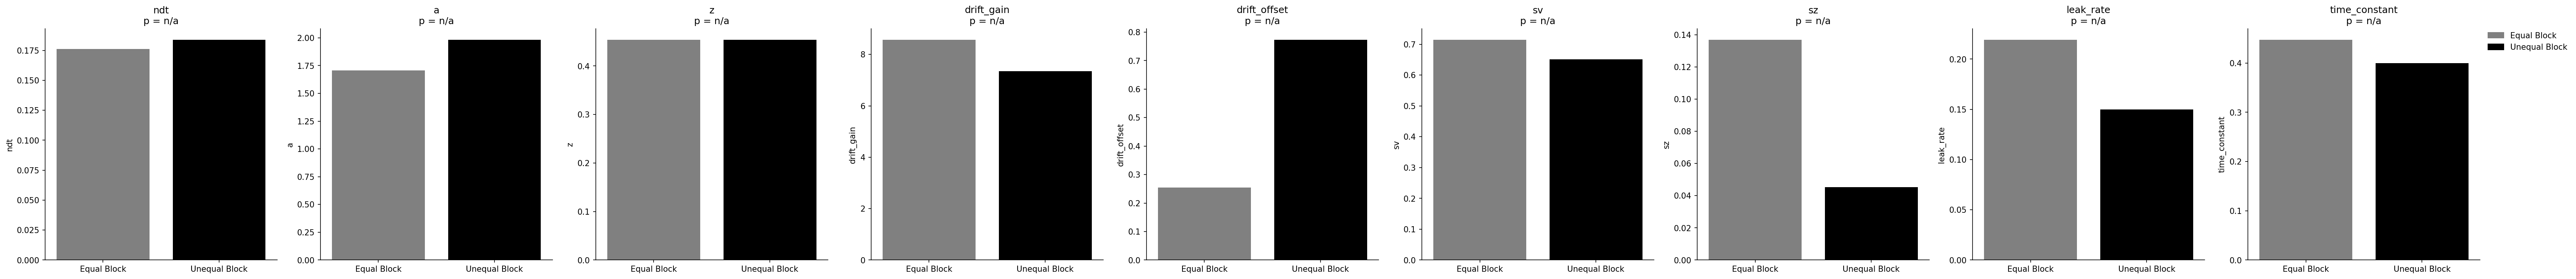 ndt
p = n/a
0.175
0.150
0.125
0.100
0.075
0.050
0.025
0.000
ndt
Equal Block
Unequal Block
a
p = n/a
2.00
1.75
1.50
1.25
1.00
0.75
0.50
0.25
0.00
a
Equal Block
Unequal Block
z
p = n/a
0.4
0.3
0.2
0.1
0.0
z
Equal Block
Unequal Block
drift_gain
p = n/a
8
6
4
2
0
drift_gain
Equal Block
Unequal Block
drift_offset
p = n/a
0.8
0.7
0.6
0.5
0.4
0.3
0.2
0.1
0.0
drift_offset
Equal Block
Unequal Block
sv
p = n/a
0.7
0.6
0.5
0.4
0.3
0.2
0.1
0.0
sv
Equal Block
Unequal Block
sz
p = n/a
0.14
0.12
0.10
0.08
0.06
0.04
0.02
0.00
sz
Equal Block
Unequal Block
leak_rate
p = n/a
0.20
0.15
0.10
0.05
0.00
leak_rate
Equal Block
Unequal Block
time_constant
p = n/a
0.4
0.3
0.2
0.1
0.0
time_constant
Equal Block
Unequal Block
Equal Block
Unequal Block